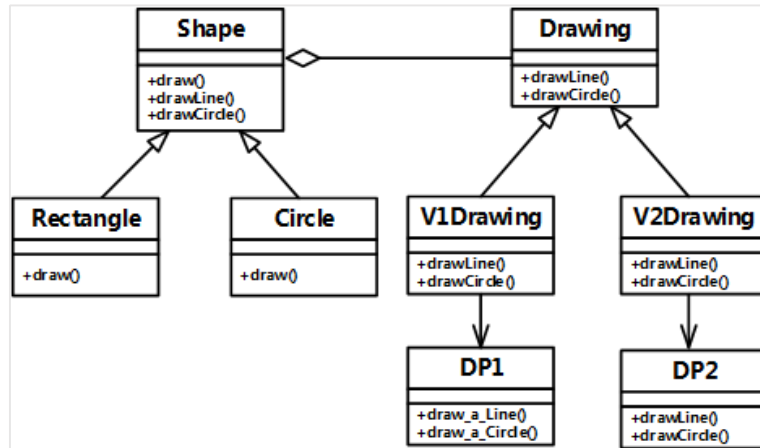 Shape
+draw()
+drawLine()
+drawCircle()
Drawing
+drawLine()
+drawCircle()
Rectangle
+draw()
Circle
+draw()
V1Drawing
+drawLine()
+drawCircle()
V2Drawing
+drawLine()
+drawCircle()
DP1
+draw_a_Line()
+draw_a_Circle()
DP2
+drawLine()
+drawCircle()